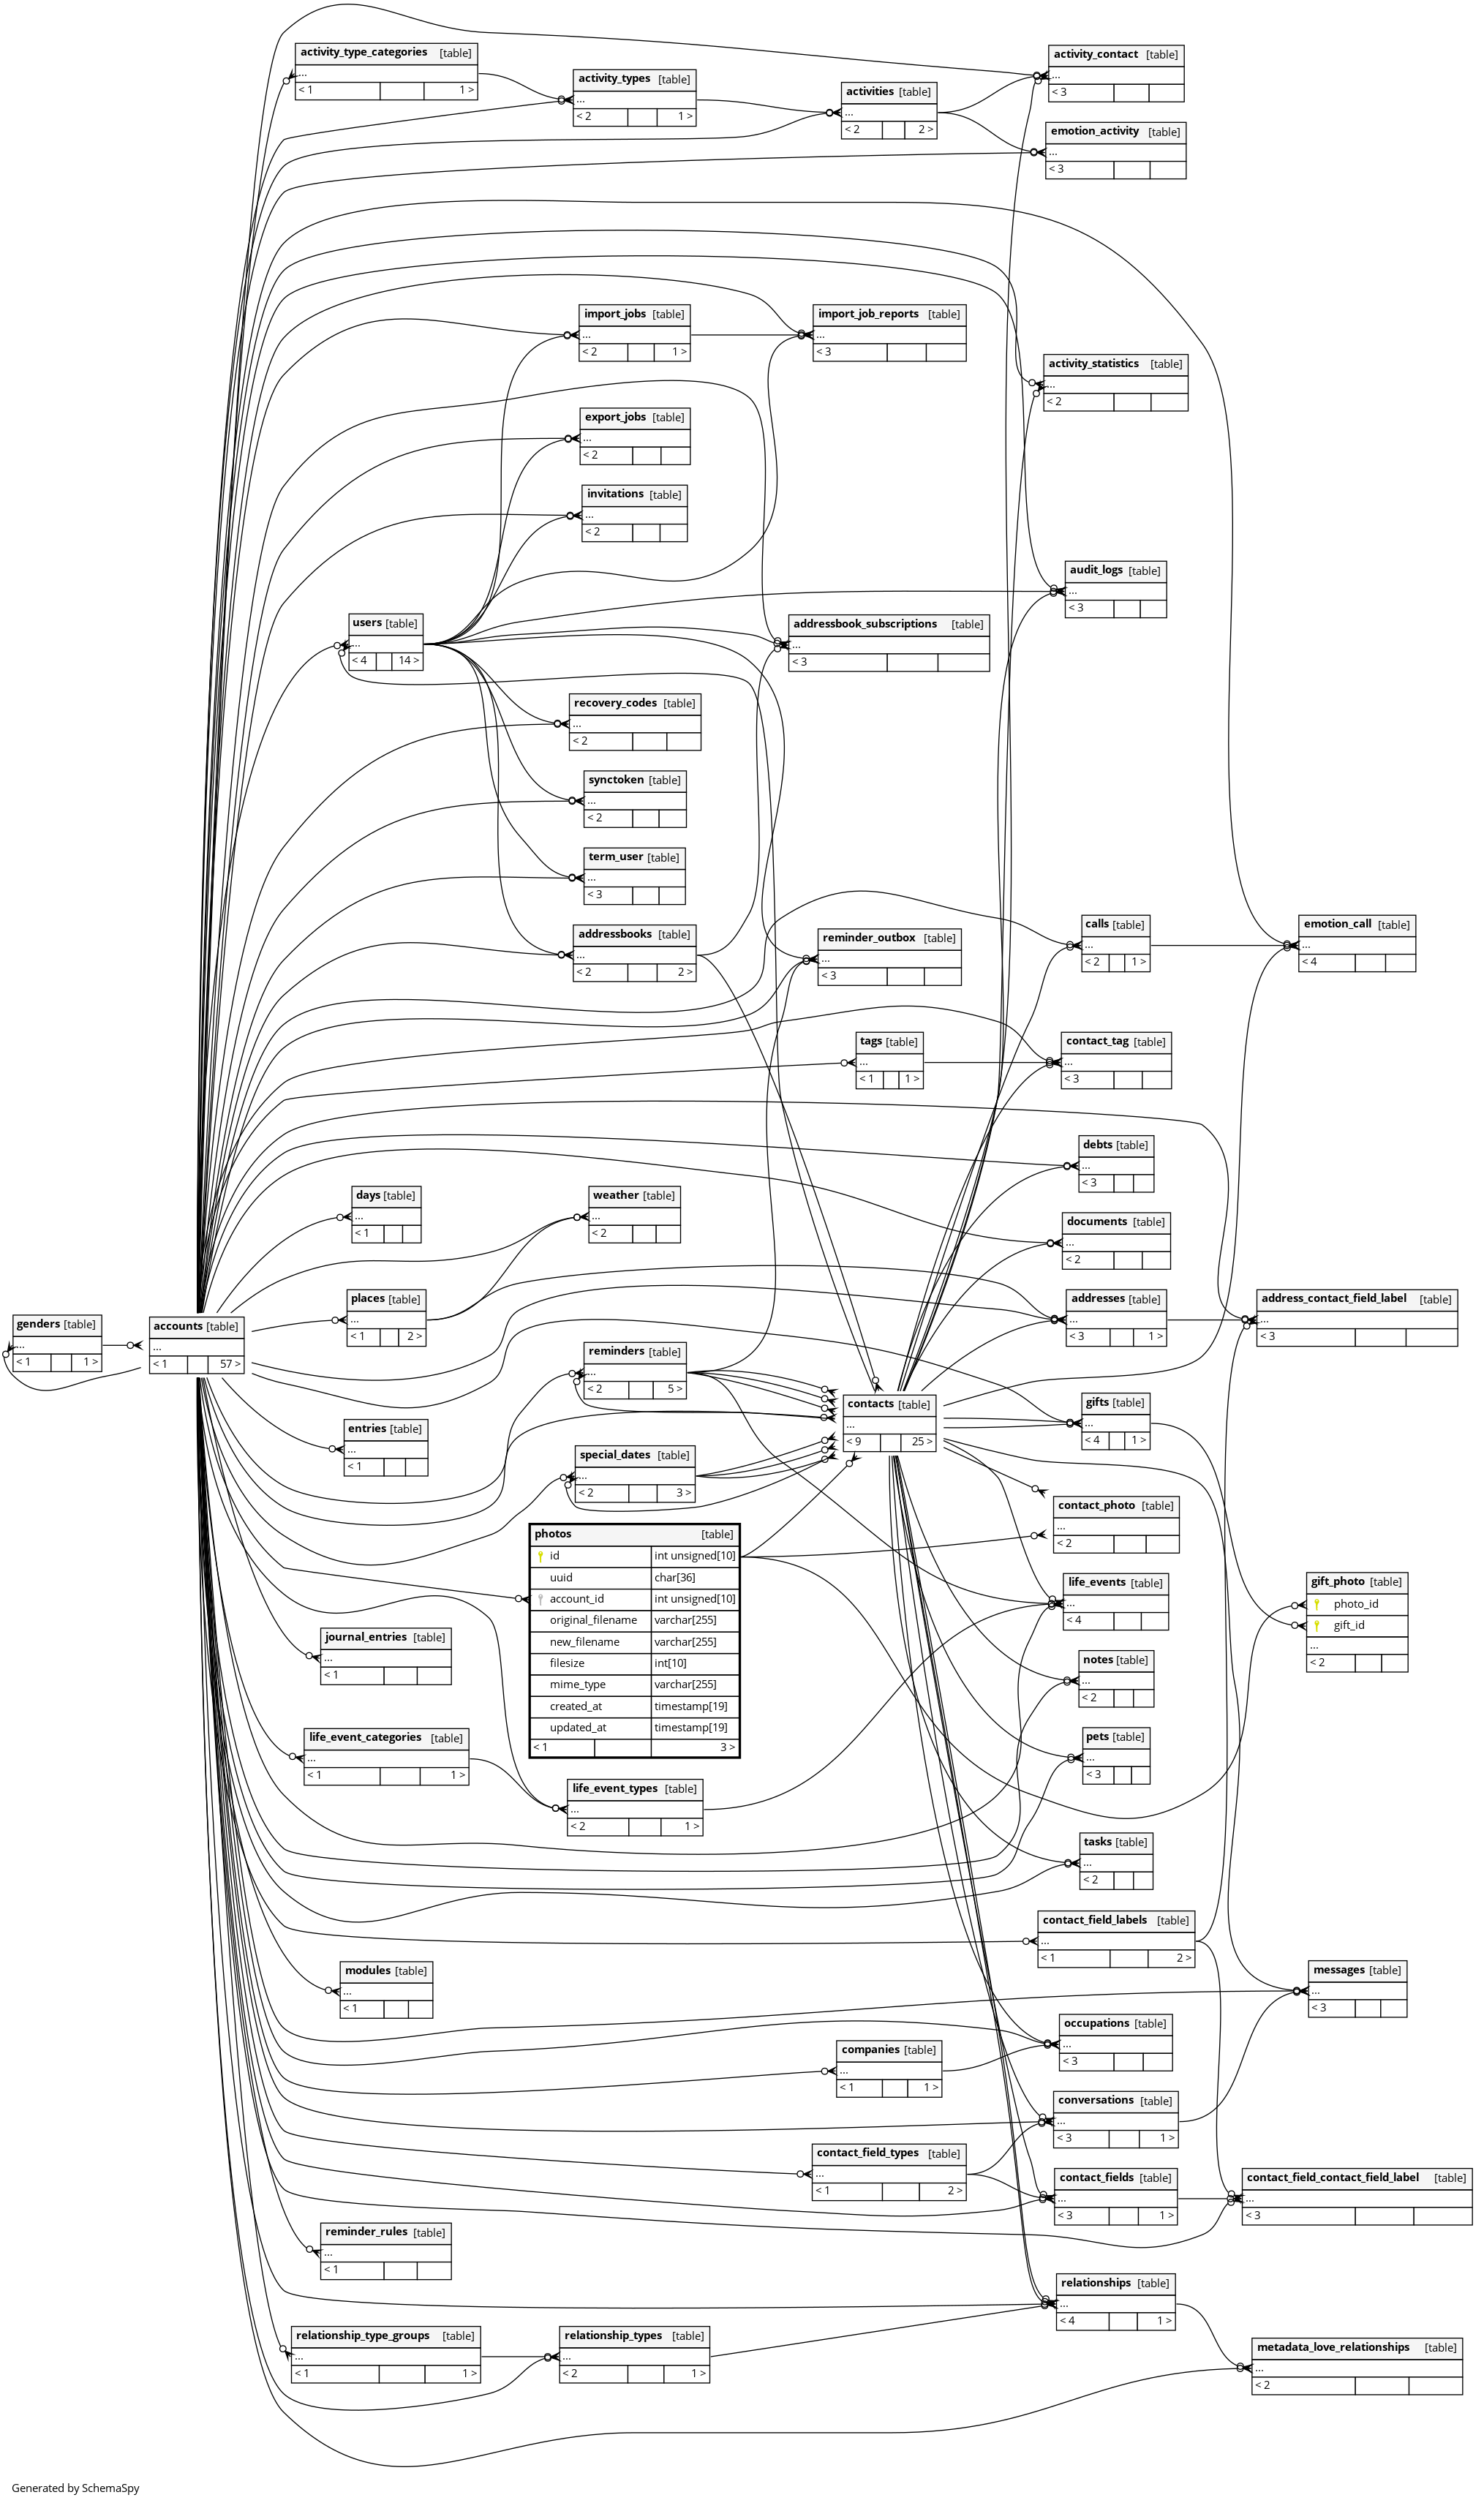 activity_type_categories [table]
...
< 1 1 >
activity_types [table]
...
< 2 1 >
activities [table]
...
< 2 2 >
activity_contact [table]
...
< 3
emotion_activity [table]
...
< 3
import_jobs [table]
...
< 2 1 >
import_job_reports [table]
...
< 3
activity_statistics [table]
...
< 2
export_jobs [table]
...
< 2
invitations [table]
...
< 2
audit_logs [table]
...
< 3
users [table]
...
< 4 14 >
addressbook_subscriptions [table]
...
< 3
recovery_codes [table]
...
< 2
synctoken [table]
...
< 2
term_user [table]
...
< 3
addressbooks [table]
...
< 2 2 >
reminder_outbox [table]
...
< 3
calls [table]
...
< 2 1 >
emotion_call [table]
...
< 4
tags [table]
...
< 1 1 >
contact_tag [table]
...
< 3
debts [table]
...
< 3
days [table]
...
< 1
weather [table]
...
< 2
documents [table]
...
< 2
genders [table]
...
< 1 1 >
accounts [table]
...
< 1 57 >
places [table]
...
< 1 2 >
addresses [table]
...
< 3 1 >
address_contact_field_label [table]
...
< 3
reminders [table]
...
< 2 5 >
contacts [table]
...
< 9 25 >
gifts [table]
...
< 4 1 >
entries [table]
...
< 1
special_dates [table]
...
< 2 3 >
contact_photo [table]
...
< 2
photos [table]
id int unsigned[10]
uuid char[36]
account_id int unsigned[10]
original_filename varchar[255]
new_filename varchar[255]
filesize int[10]
mime_type varchar[255]
created_at timestamp[19]
updated_at timestamp[19]
< 1 3 >
life_events [table]
...
< 4
gift_photo [table]
photo_id
gift_id
...
< 2
journal_entries [table]
...
< 1
notes [table]
...
< 2
life_event_categories [table]
...
< 1 1 >
pets [table]
...
< 3
life_event_types [table]
...
< 2 1 >
tasks [table]
...
< 2
contact_field_labels [table]
...
< 1 2 >
modules [table]
...
< 1
messages [table]
...
< 3
occupations [table]
...
< 3
companies [table]
...
< 1 1 >
conversations [table]
...
< 3 1 >
contact_field_types [table]
...
< 1 2 >
contact_fields [table]
...
< 3 1 >
contact_field_contact_field_label [table]
...
< 3
reminder_rules [table]
...
< 1
relationships [table]
...
< 4 1 >
relationship_type_groups [table]
...
< 1 1 >
relationship_types [table]
...
< 2 1 >
metadata_love_relationships [table]
...
< 2
Generated by SchemaSpy